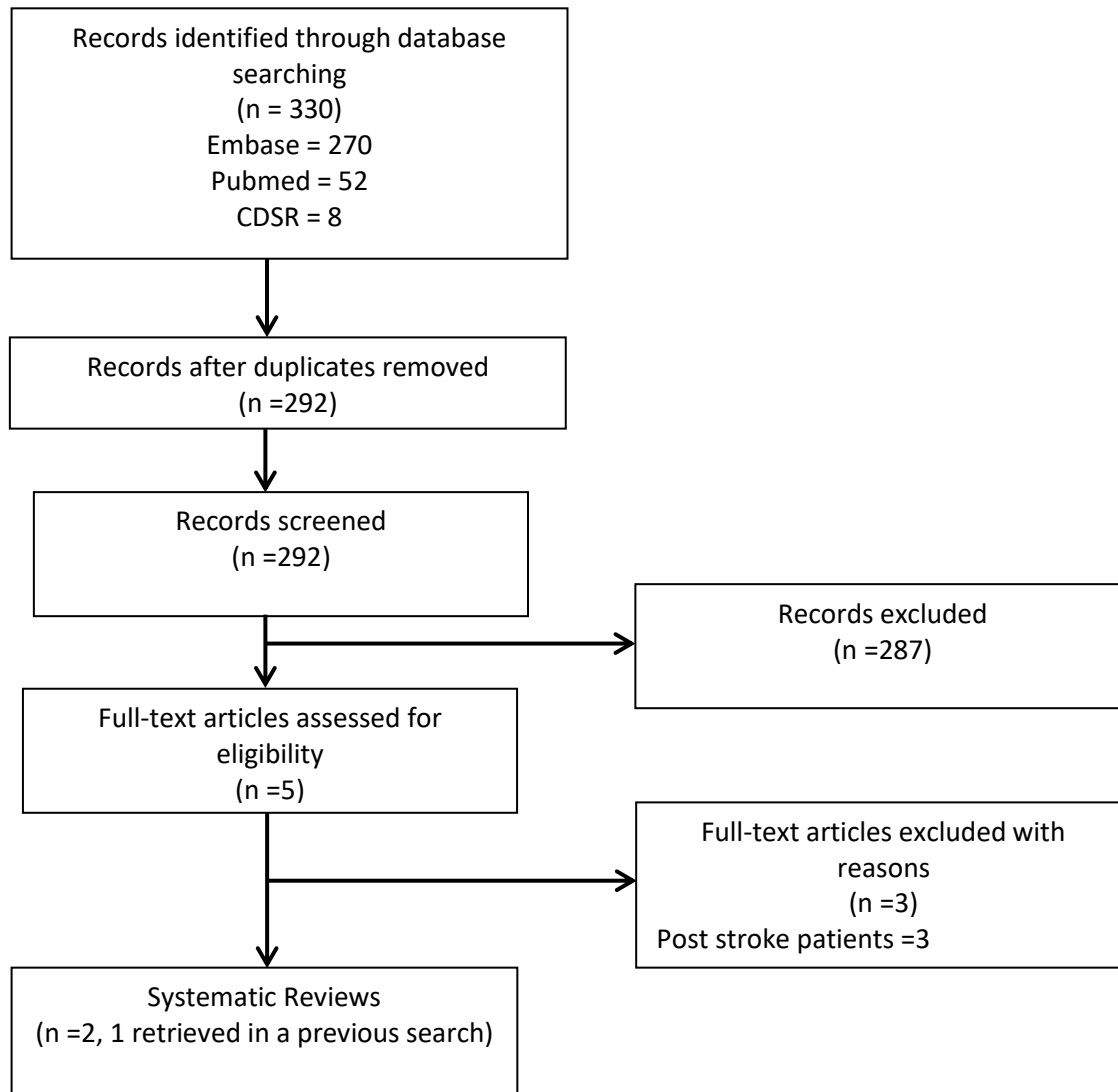 Records identified through database
searching
(n = 330)
Embase = 270
Pubmed = 52
CDSR = 8
Records after duplicates removed
(n =292)
Records screened
(n =292)
Records excluded
(n =287)
Full-text articles assessed for
eligibility
(n =5)
Full-text articles excluded with
reasons
(n =3)
Post stroke patients =3
Systematic Reviews
(n =2, 1 retrieved in a previous search)